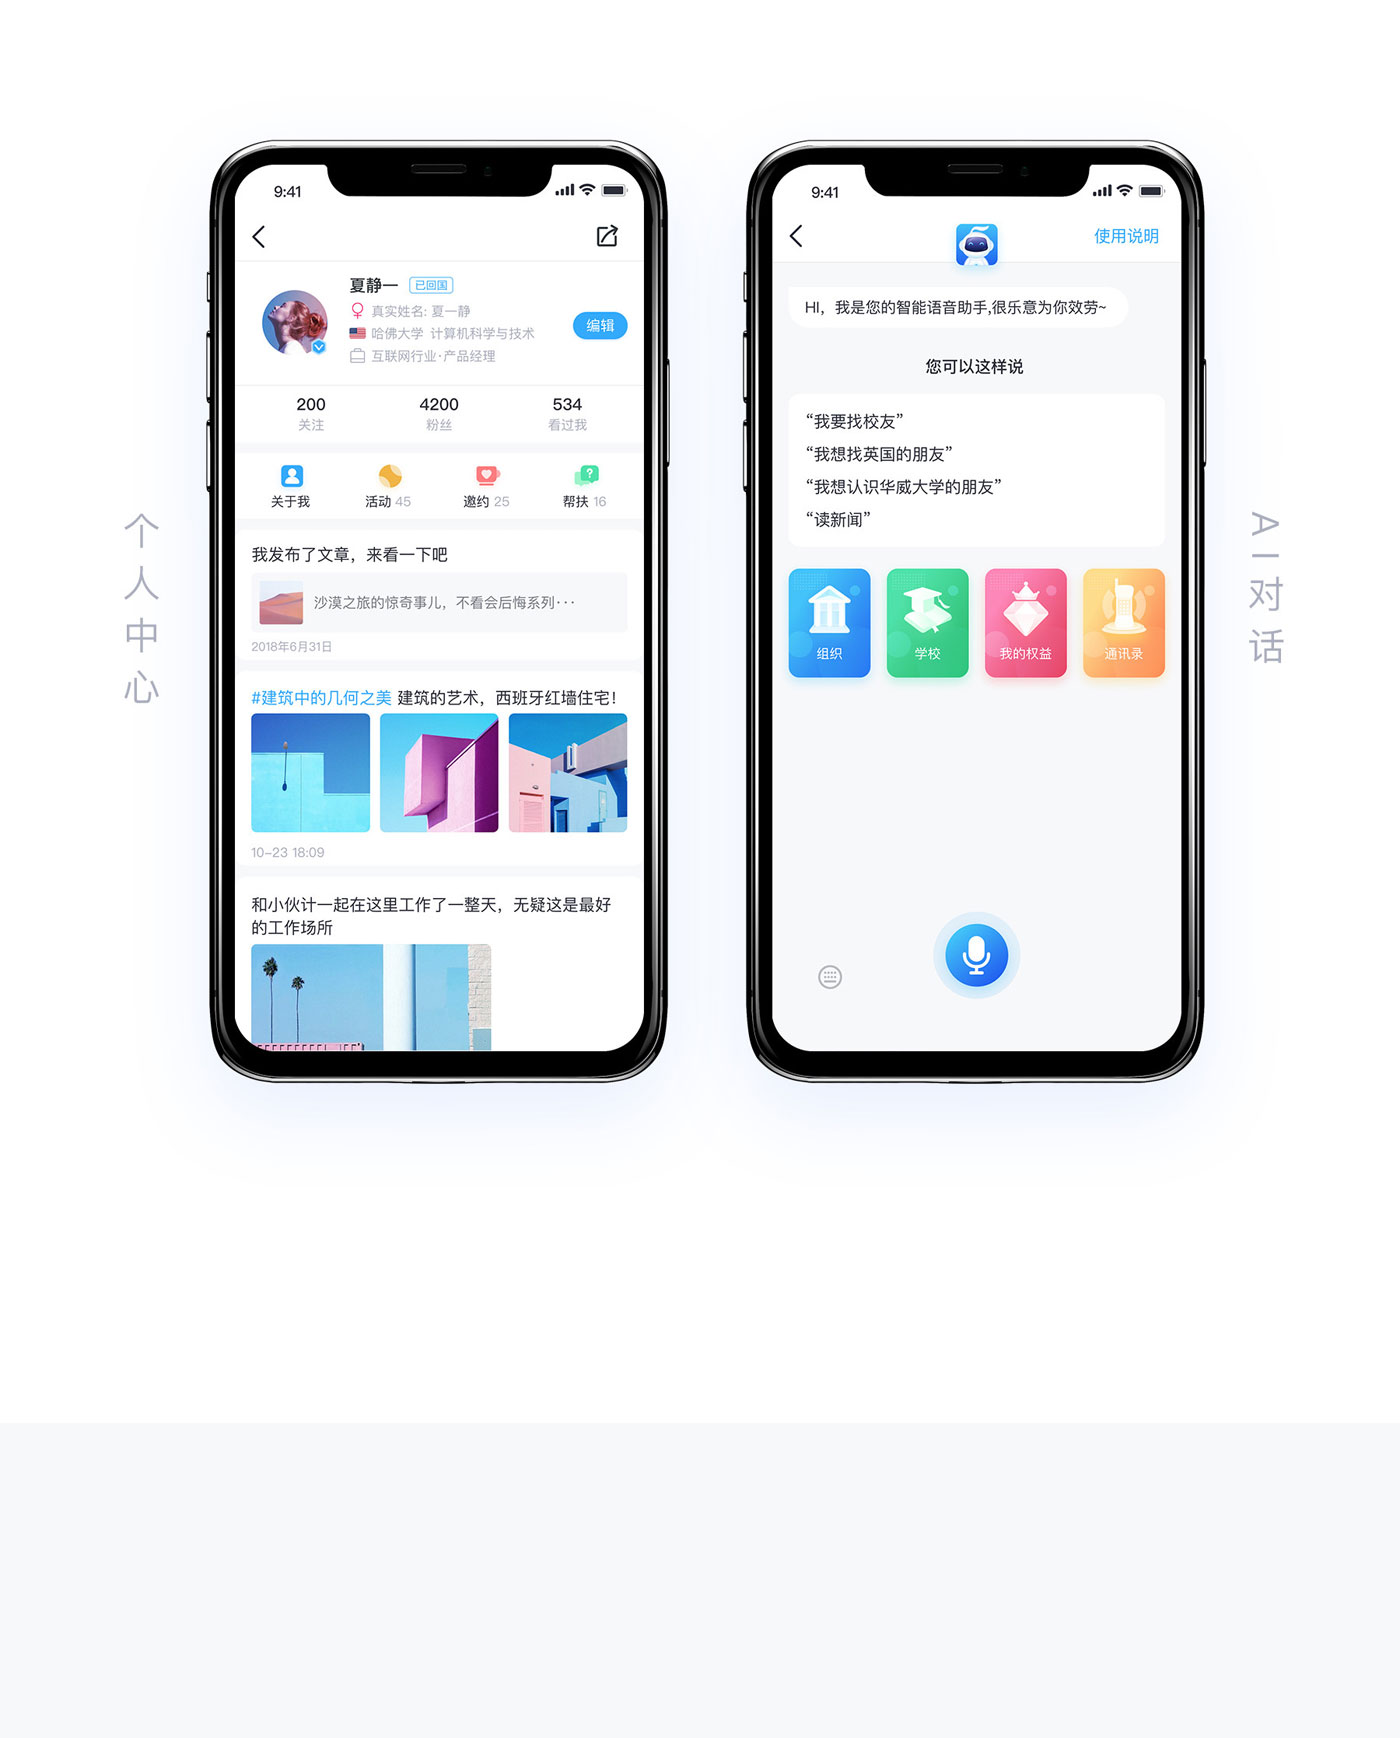 个人中心
9:41
夏静一 已回国
真实姓名: 夏一静
哈佛大学 计算机科学与技术
互联网行业·产品经理
编辑
200 4200 534
关注 粉丝 看过我
关于我 活动 45 邀约 25 帮扶 16
我发布了文章，来看一下吧
沙漠之旅的惊奇事儿，不看会后悔系列···
2018年6月31日
#建筑中的几何之美 建筑的艺术，西班牙红墙住宅！
10-23 18:09
和小伙计一起在这里工作了一整天，无疑这是最好
的工作场所
9:41
使用说明
HI，我是您的智能语音助手,很乐意为你效劳~
您可以这样说
“我要找校友”
“我想找英国的朋友”
“我想认识华威大学的朋友”
“读新闻”
组织 学校 我的权益 通讯录
AI对话